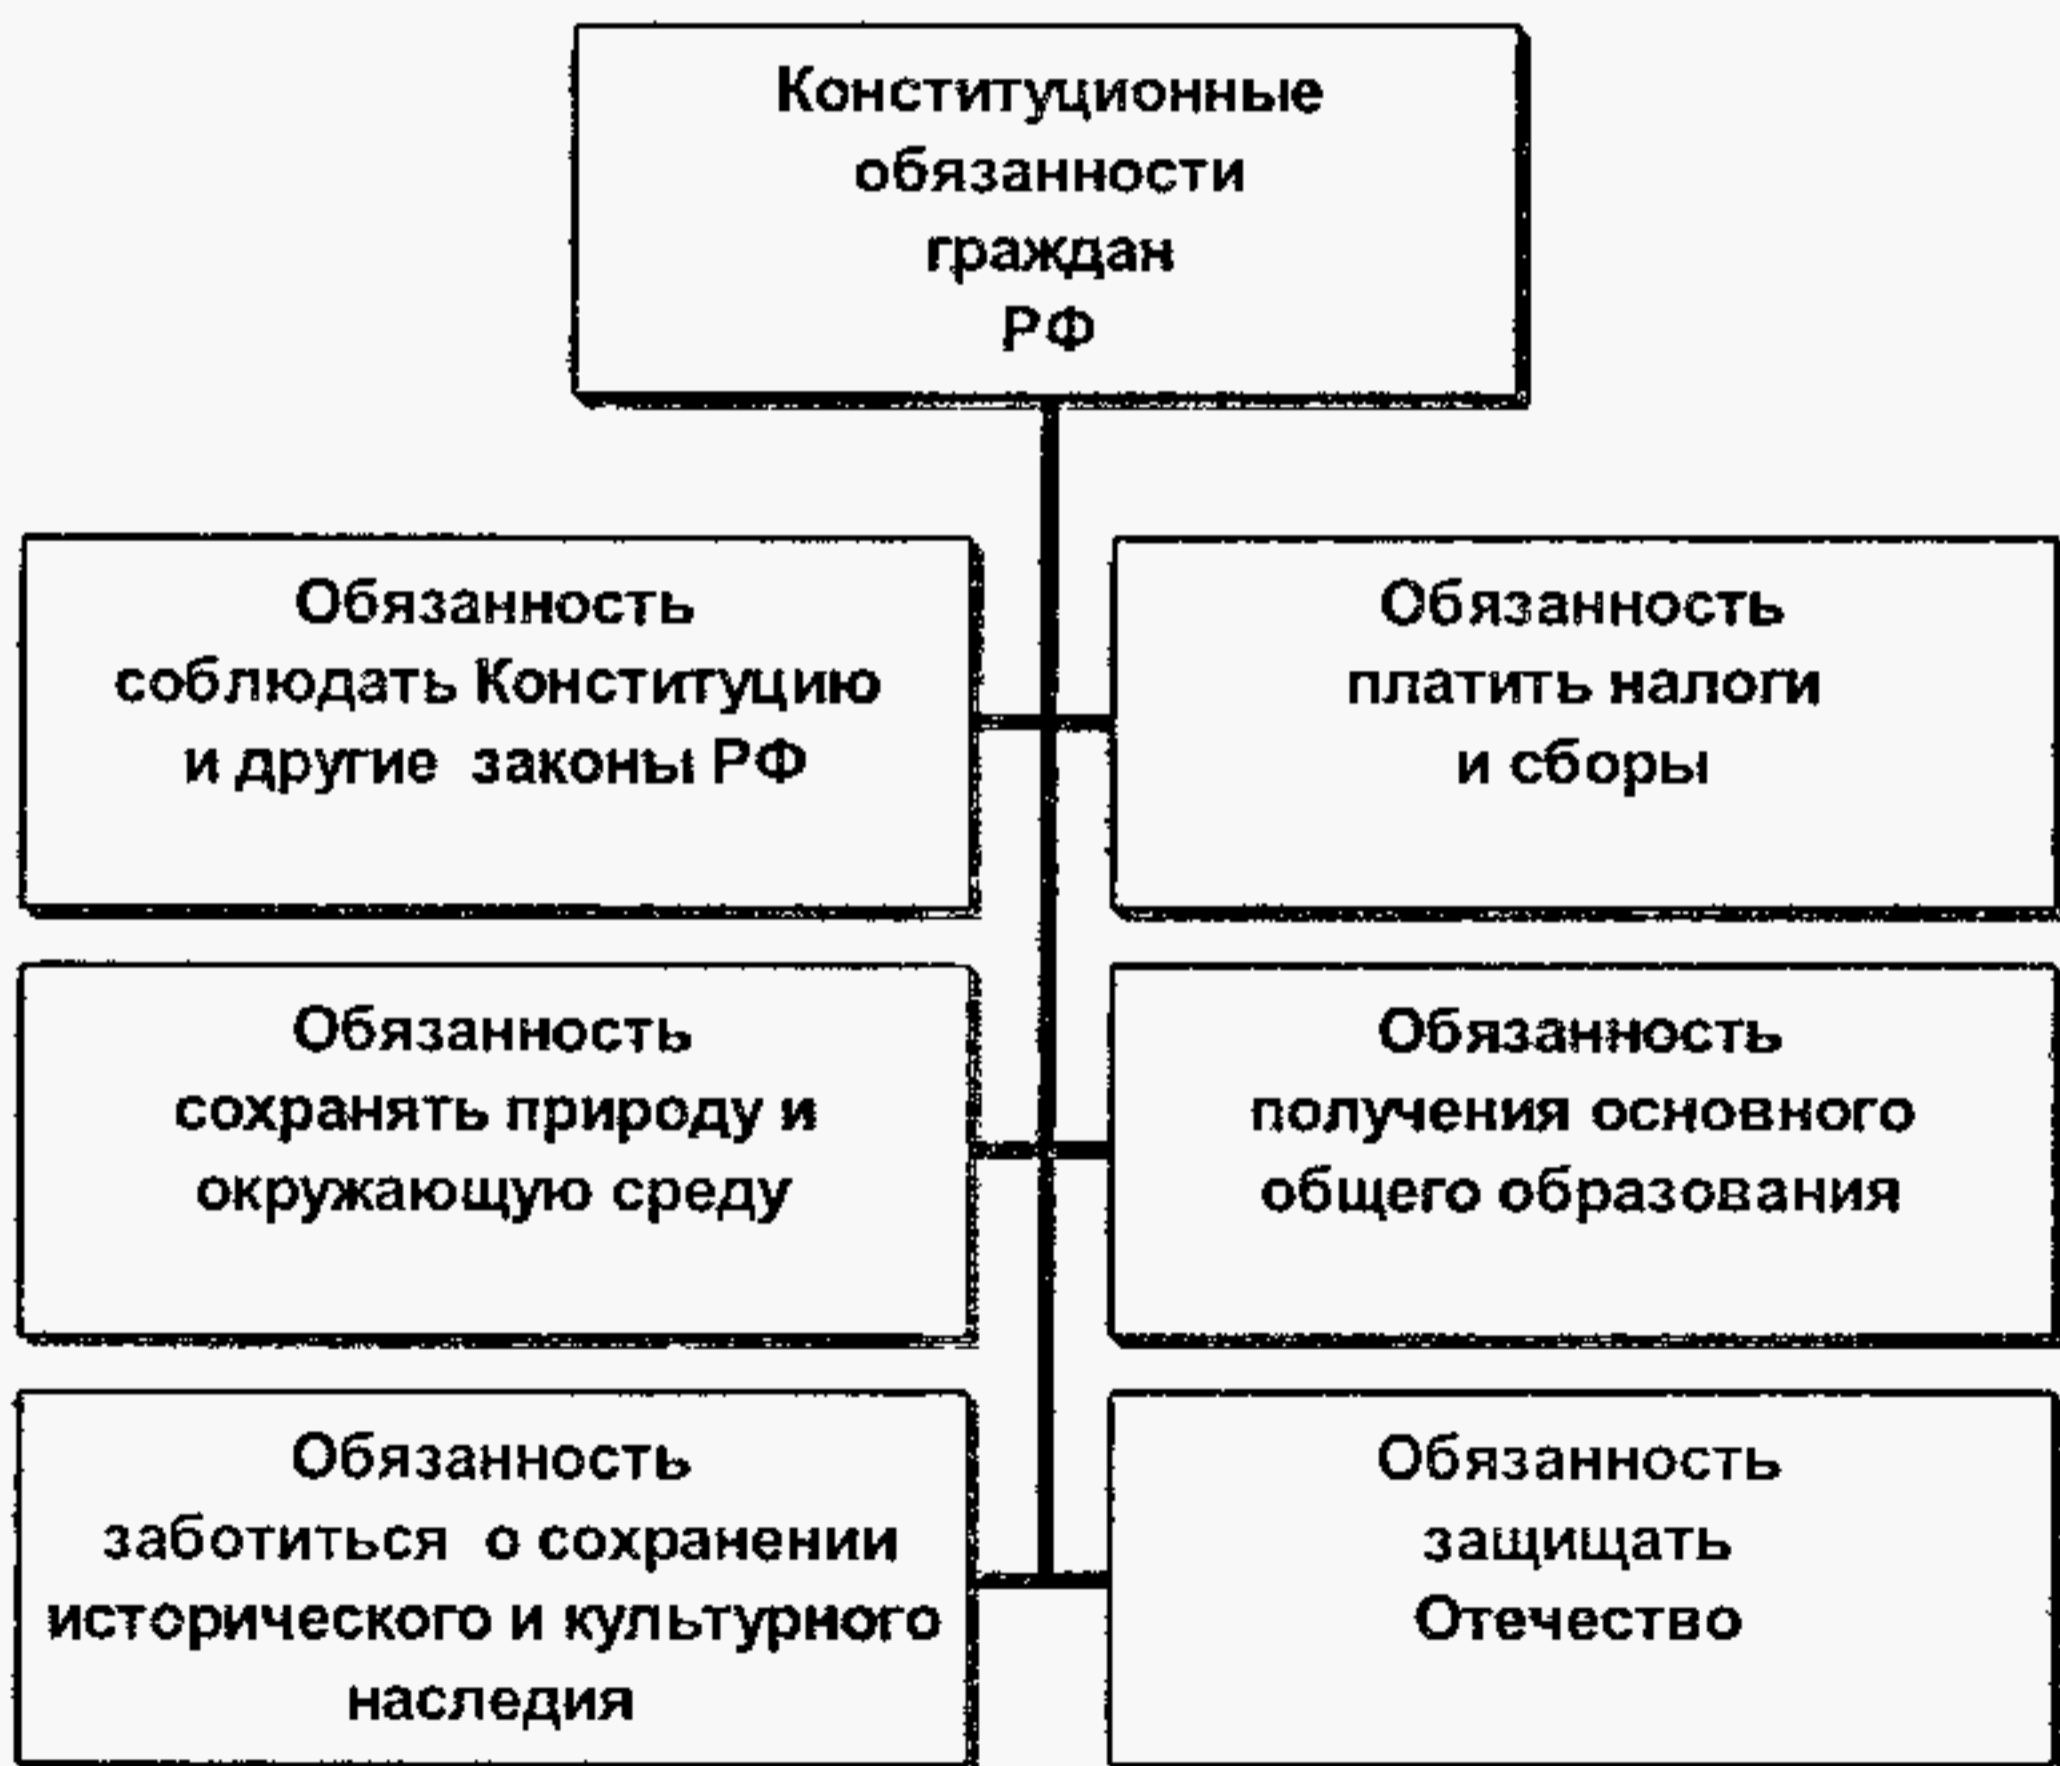 Конституционные
обязанности
граждан
РФ
Обязанность
соблюдать Конституцию
и другие законы РФ
Обязанность
платить налоги
и сборы
Обязанность
сохранять природу и
окружающую среду
Обязанность
получения основного
общего образования
Обязанность
заботиться о сохранении
исторического и культурного
наследия
Обязанность
защищать
Отечество